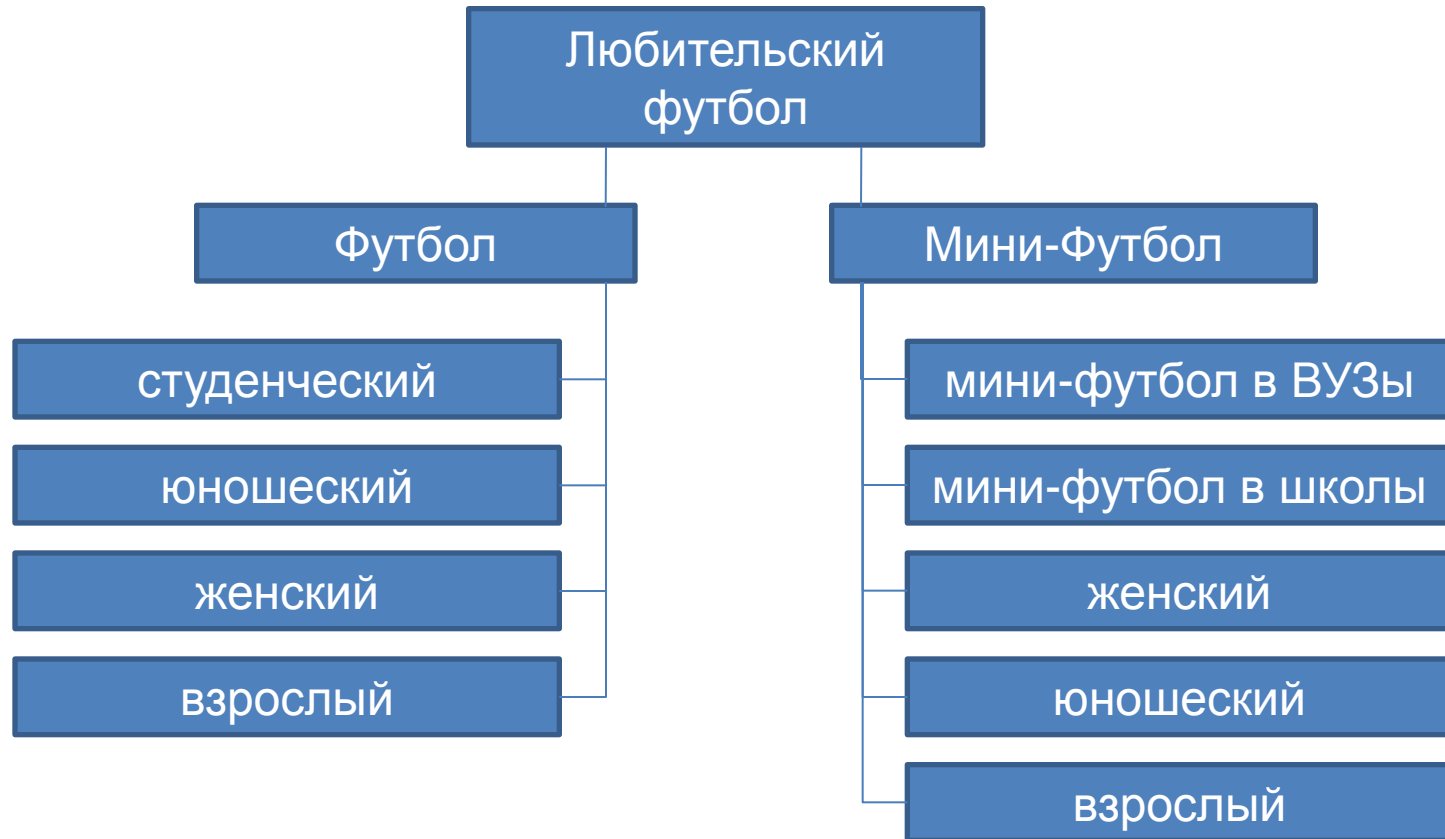 Любительский
футбол
Футбол
Мини-Футбол
студенческий
юношеский
женский
взрослый
мини-футбол в ВУЗы
мини-футбол в школы
женский
юношеский
взрослый